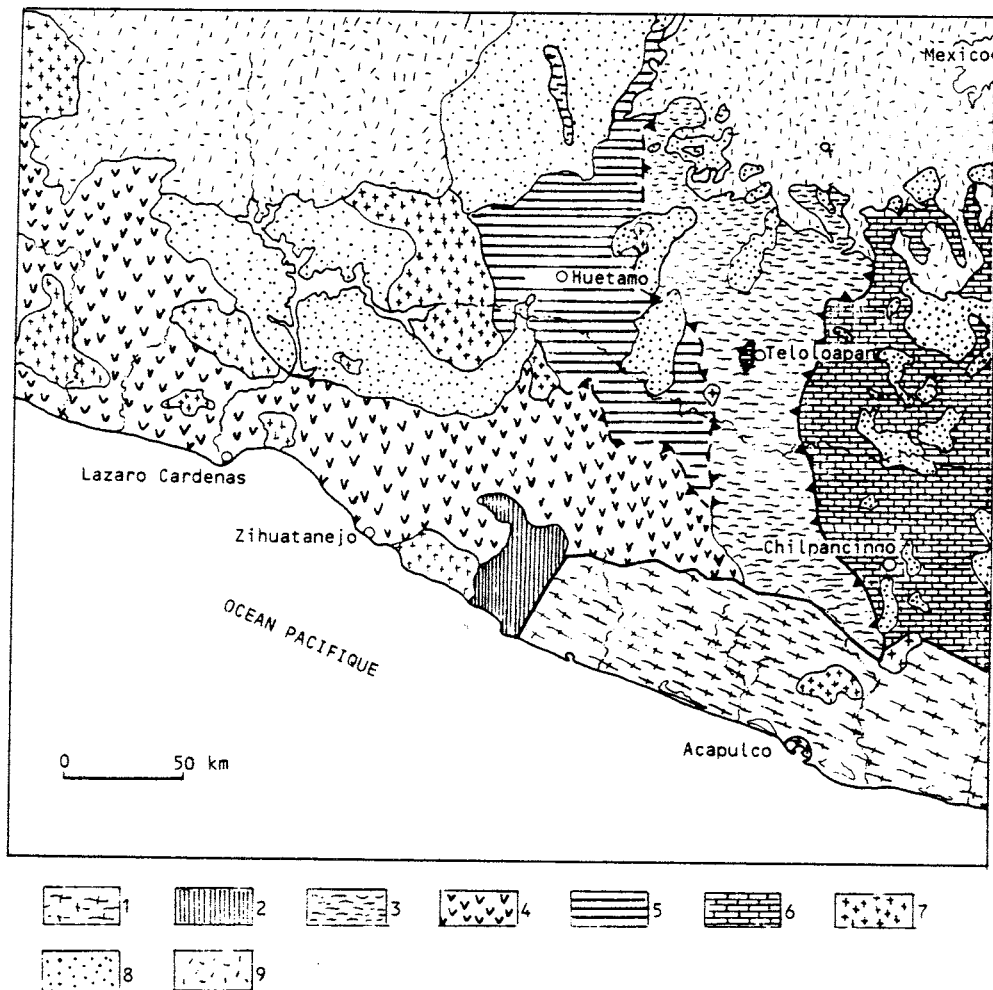 Mexico
Huetamo
Teloloapan
Lazaro Cardenas
Zihuatanejo
Chilpancingo
OCEAN PACIFIQUE
Acapulco
0 50 km
1 2 3 4 5 6 7
8 9